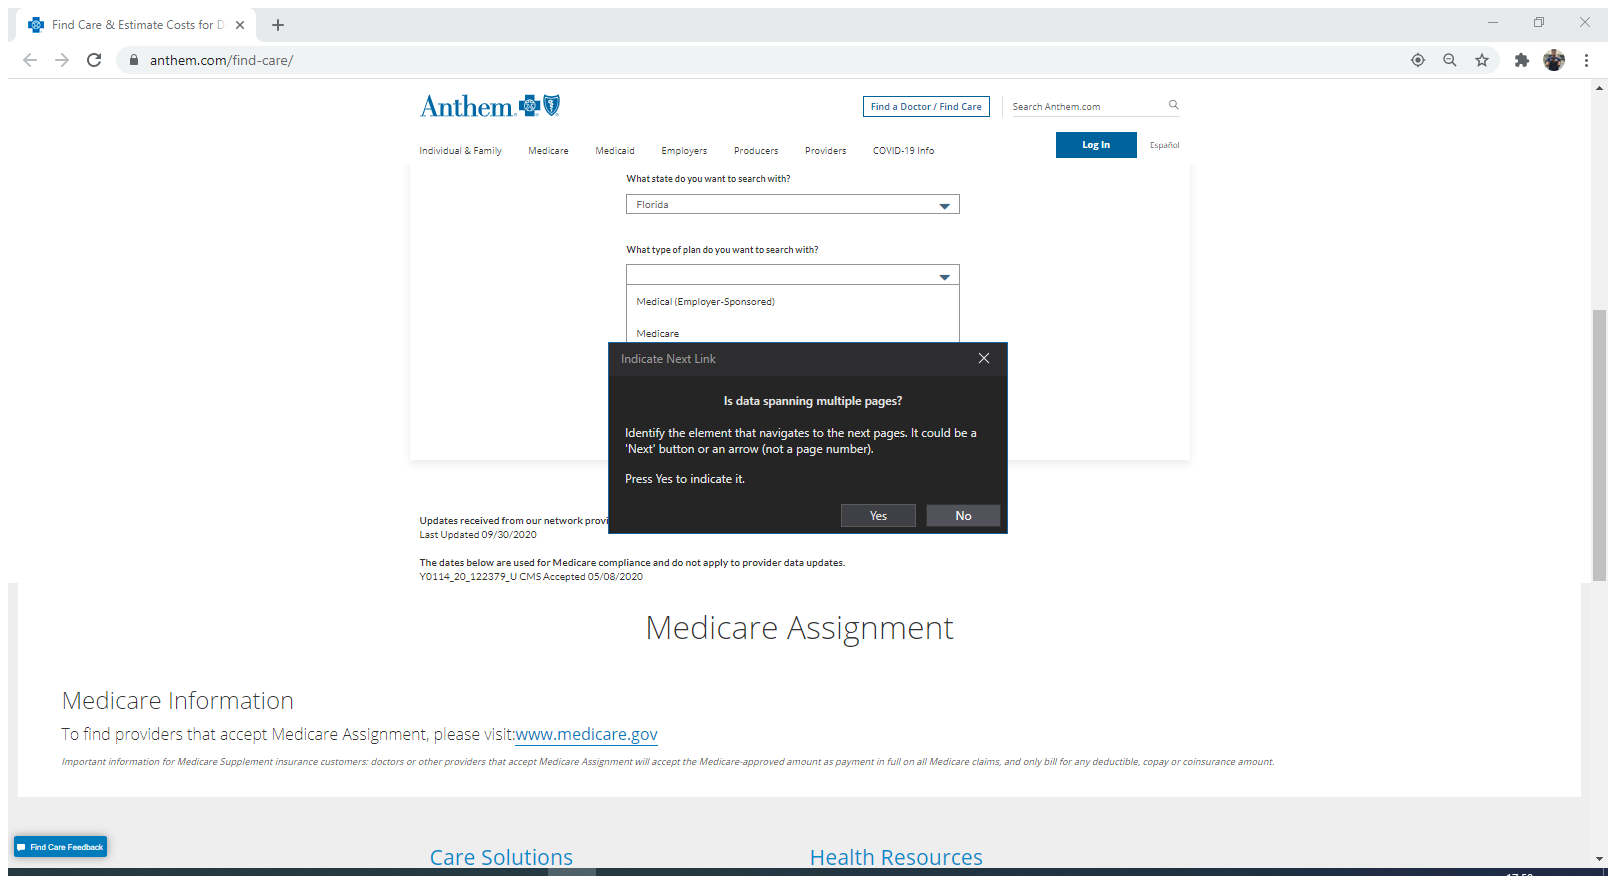 Find Care & Estimate Costs for D
anthem.com/find-care/
Anthem
Find a Doctor / Find Care
Search Anthem.com
Individual & Family
Medicare
Medicaid
Employers
Producers
Providers
COVID-19 Info
Log In
Español
What state do you want to search with?
Florida
What type of plan do you want to search with?
Medical (Employer-Sponsored)
Medicare
Indicate Next Link
Is data spanning multiple pages?
Identify the element that navigates to the next pages. It could be a
'Next' button or an arrow (not a page number).
Press Yes to indicate it.
Yes
No
Updates received from our network provi
Last Updated 09/30/2020
The dates below are used for Medicare compliance and do not apply to provider data updates.
Y0114_20_122379_U CMS Accepted 05/08/2020
Medicare Assignment
Medicare Information
To find providers that accept Medicare Assignment, please visit:www.medicare.gov
Important information for Medicare Supplement insurance customers: doctors or other providers that accept Medicare Assignment will accept the Medicare-approved amount as payment in full on all Medicare claims, and only bill for any deductible, copay or coinsurance amount.
Find Care Feedback
Care Solutions
Health Resources